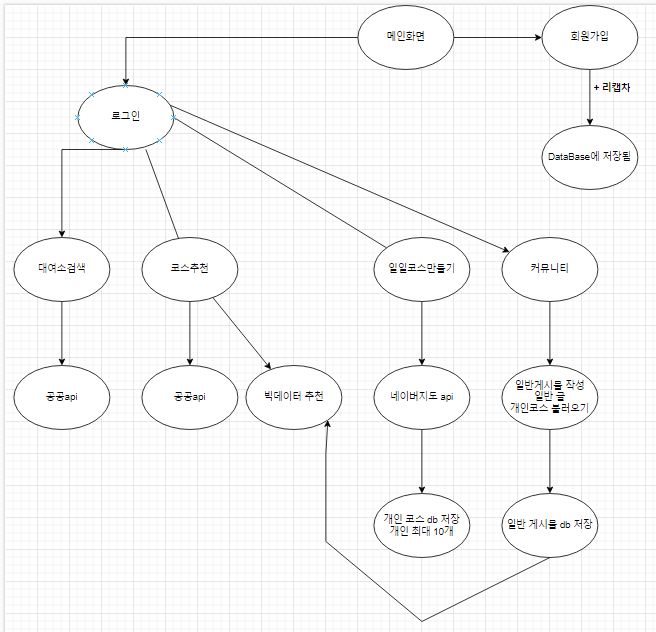 메인화면
회원가입
+ 리캡차
로그인
DataBase에 저장됨
대여소검색
코스추천
일일코스만들기
커뮤니티
공공api
공공api
빅데이터 추천
네이버지도 api
일반게시물 작성
일반 글
개인코스 불러오기
개인 코스 db 저장
개인 최대 10개
일반 게시물 db 저장